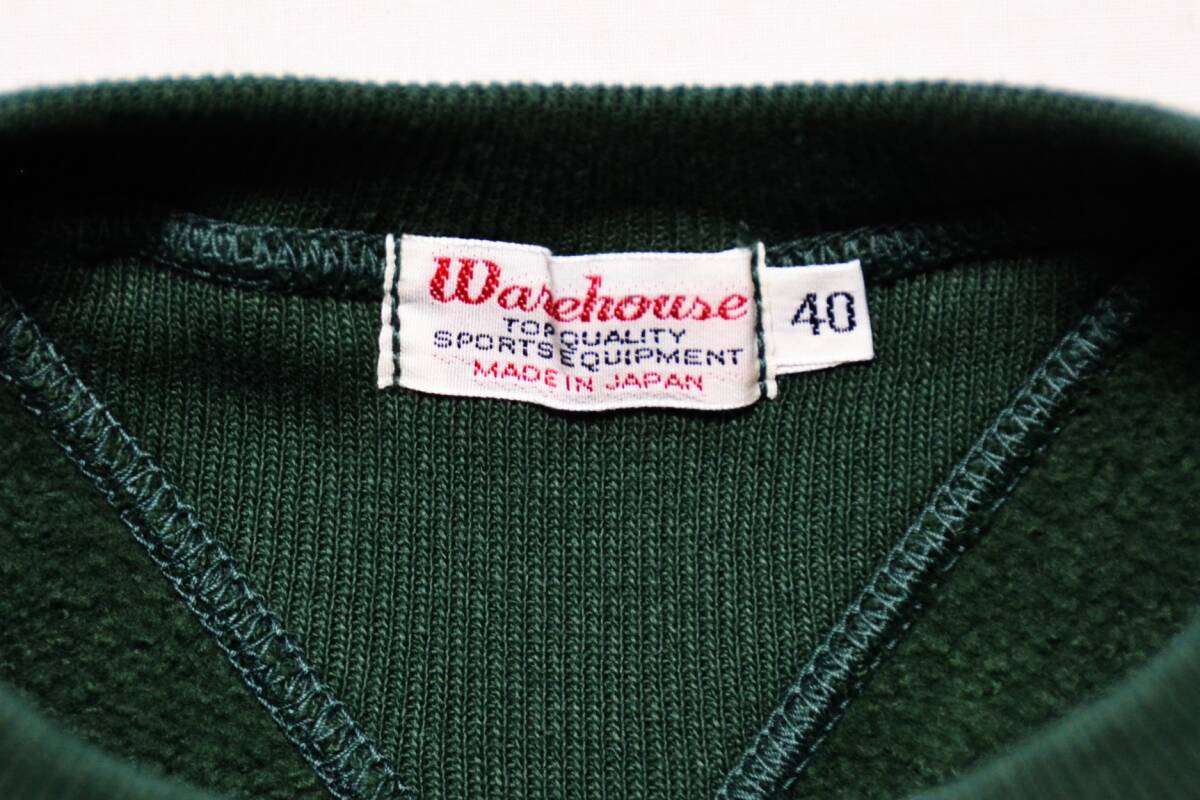 Warehouse
TOP QUALITY
SPORTS EQUIPMENT
MADE IN JAPAN
40